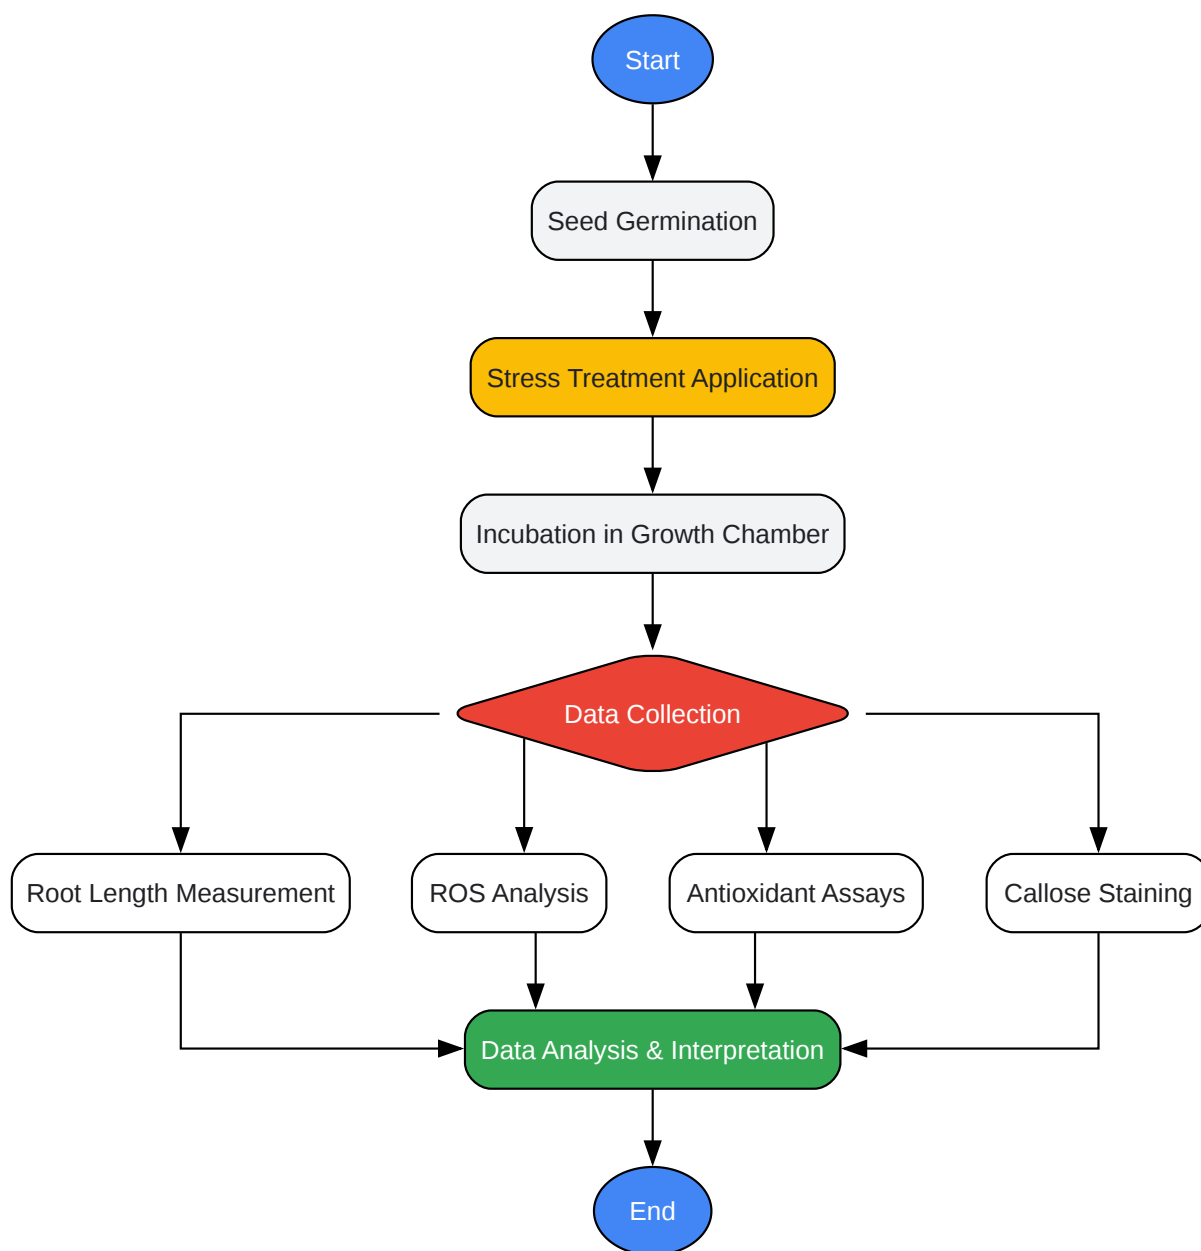 Start
Seed Germination
Stress Treatment Application
Incubation in Growth Chamber
Data Collection
Root Length Measurement
ROS Analysis
Antioxidant Assays
Callose Staining
Data Analysis & Interpretation
End